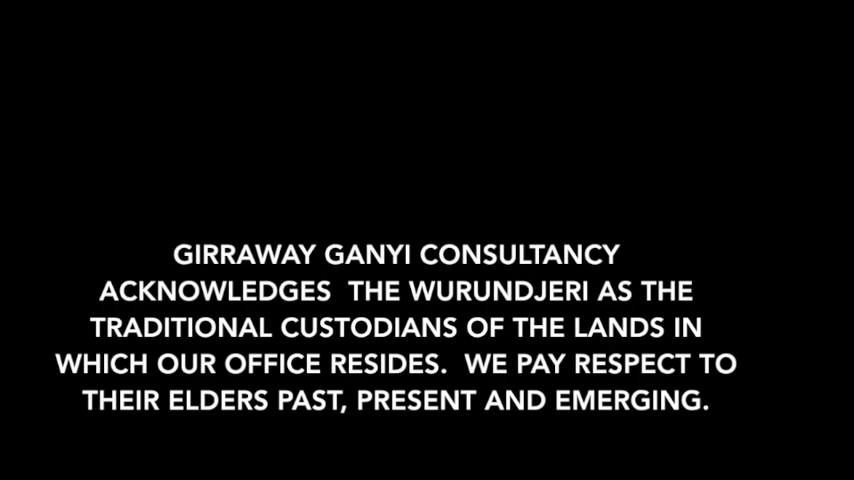 GIRRAWAY GANYI CONSULTANCY
ACKNOWLEDGES  THE WURUNDJERI AS THE
TRADITIONAL CUSTODIANS OF THE LANDS IN
WHICH OUR OFFICE RESIDES.  WE PAY RESPECT TO
THEIR ELDERS PAST, PRESENT AND EMERGING.